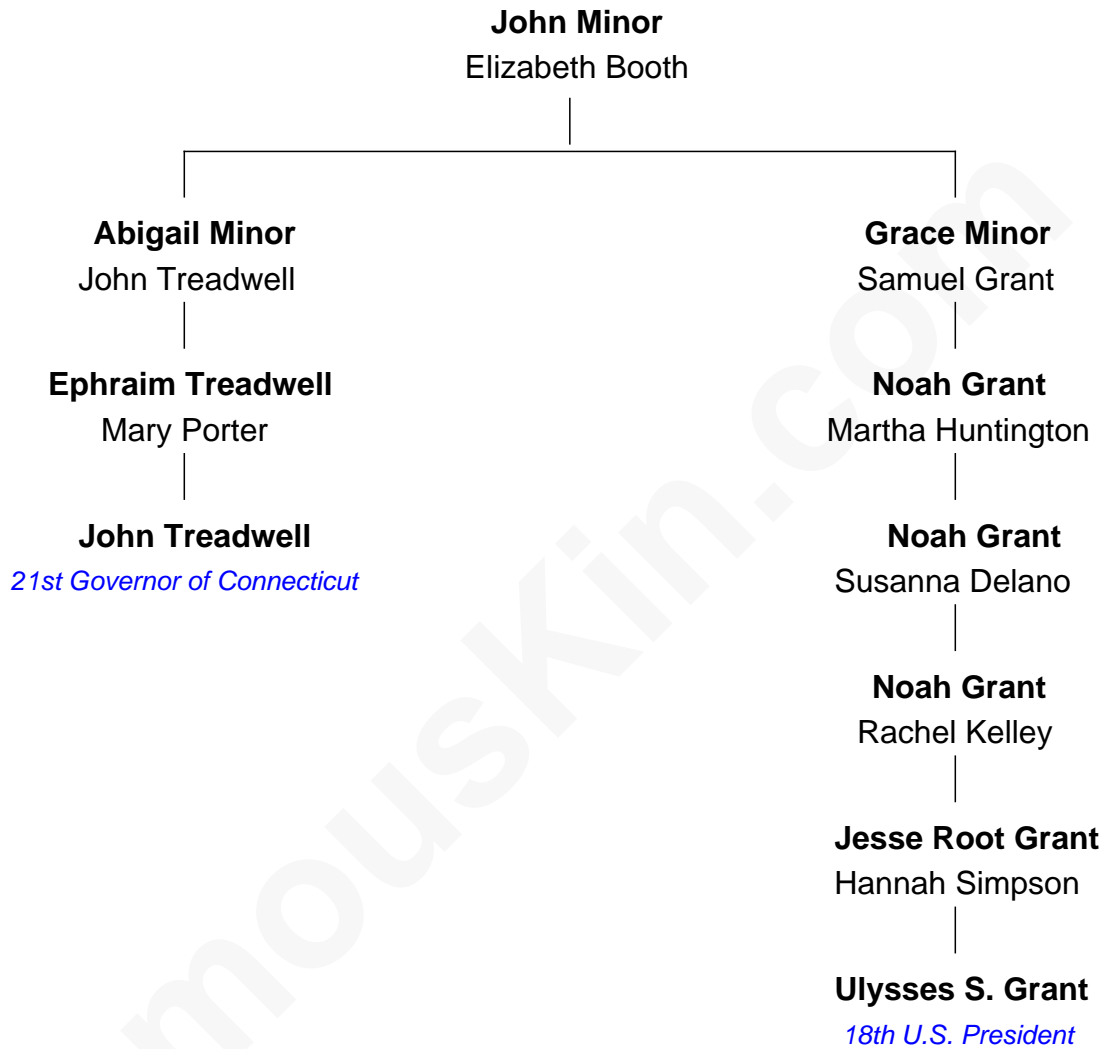 John Minor
Elizabeth Booth
Abigail Minor
John Treadwell
Grace Minor
Samuel Grant
Ephraim Treadwell
Mary Porter
Noah Grant
Martha Huntington
John Treadwell
21st Governor of Connecticut
Noah Grant
Susanna Delano
Noah Grant
Rachel Kelley
Jesse Root Grant
Hannah Simpson
Ulysses S. Grant
18th U.S. President
mouskin.com